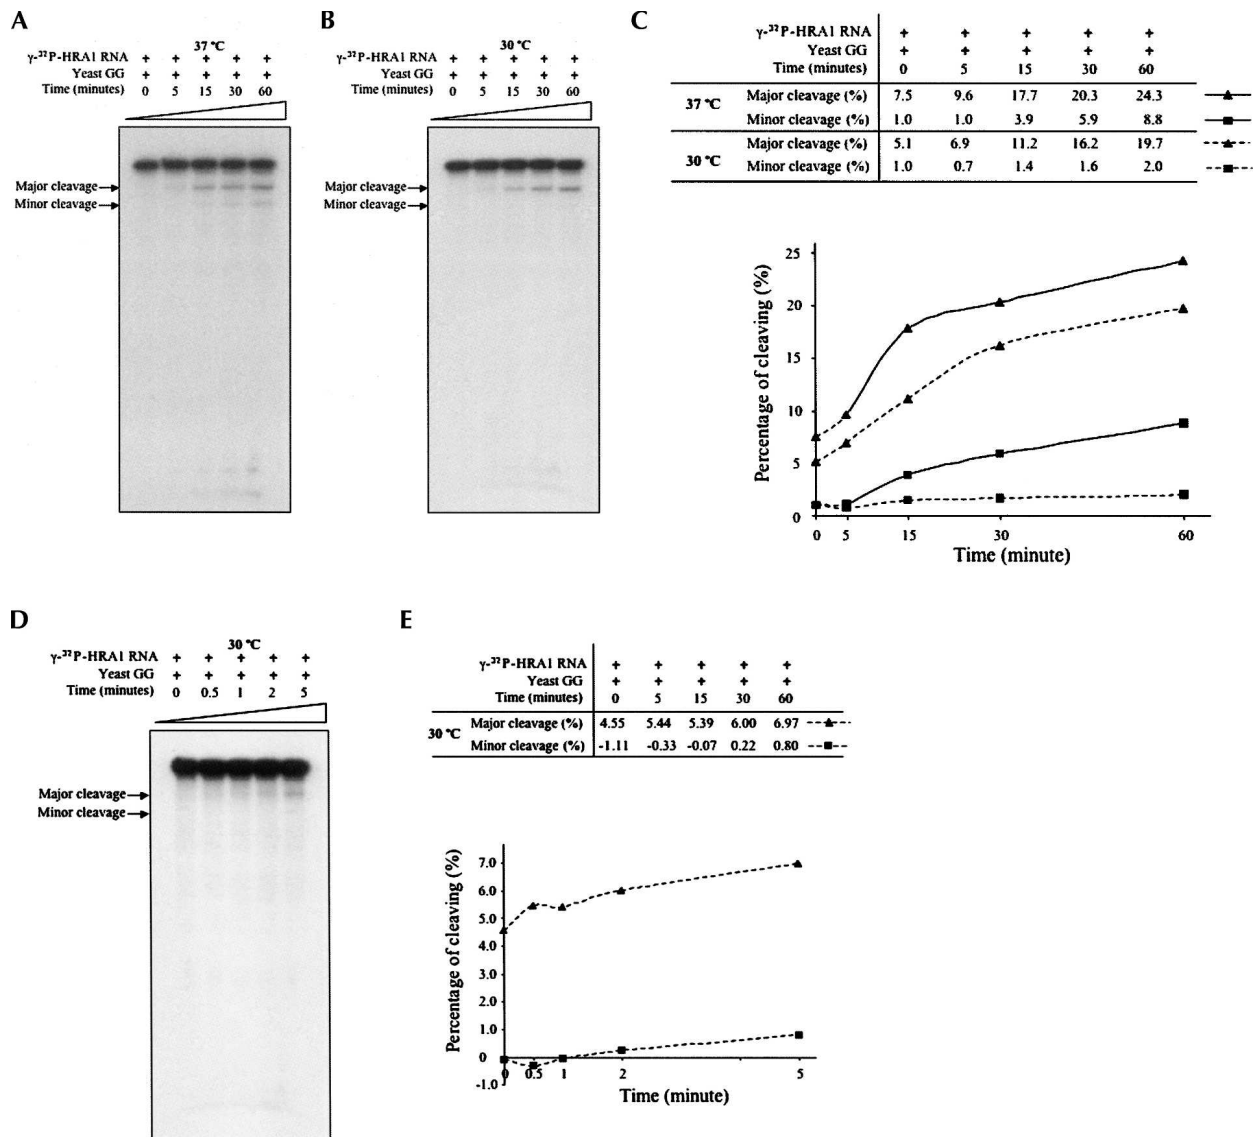 A
37 °C
γ-³²P-HRA1 RNA + + + + +
Yeast GG + + + + +
Time (minutes) 0 5 15 30 60
Major cleavage
Minor cleavage
B
30 °C
γ-³²P-HRA1 RNA + + + + +
Yeast GG + + + + +
Time (minutes) 0 5 15 30 60
Major cleavage
Minor cleavage
C
γ-³²P-HRA1 RNA + + + + +
Yeast GG + + + + +
Time (minutes) 0 5 15 30 60
37 °C
Major cleavage (%) 7.5 9.6 17.7 20.3 24.3
Minor cleavage (%) 1.0 1.0 3.9 5.9 8.8
30 °C
Major cleavage (%) 5.1 6.9 11.2 16.2 19.7
Minor cleavage (%) 1.0 0.7 1.4 1.6 2.0
Percentage of cleaving (%)
25
20
15
10
5
0
0 5 15 30 60
Time (minute)
D
30 °C
γ-³²P-HRA1 RNA + + + + +
Yeast GG + + + + +
Time (minutes) 0 0.5 1 2 5
Major cleavage
Minor cleavage
E
γ-³²P-HRA1 RNA + + + + +
Yeast GG + + + + +
Time (minutes) 0 5 15 30 60
30 °C
Major cleavage (%) 4.55 5.44 5.39 6.00 6.97
Minor cleavage (%) -1.11 -0.33 -0.07 0.22 0.80
Percentage of cleaving (%)
7.0
6.0
5.0
4.0
3.0
2.0
1.0
0
-1.0
0 0.5 1 2 5
Time (minute)